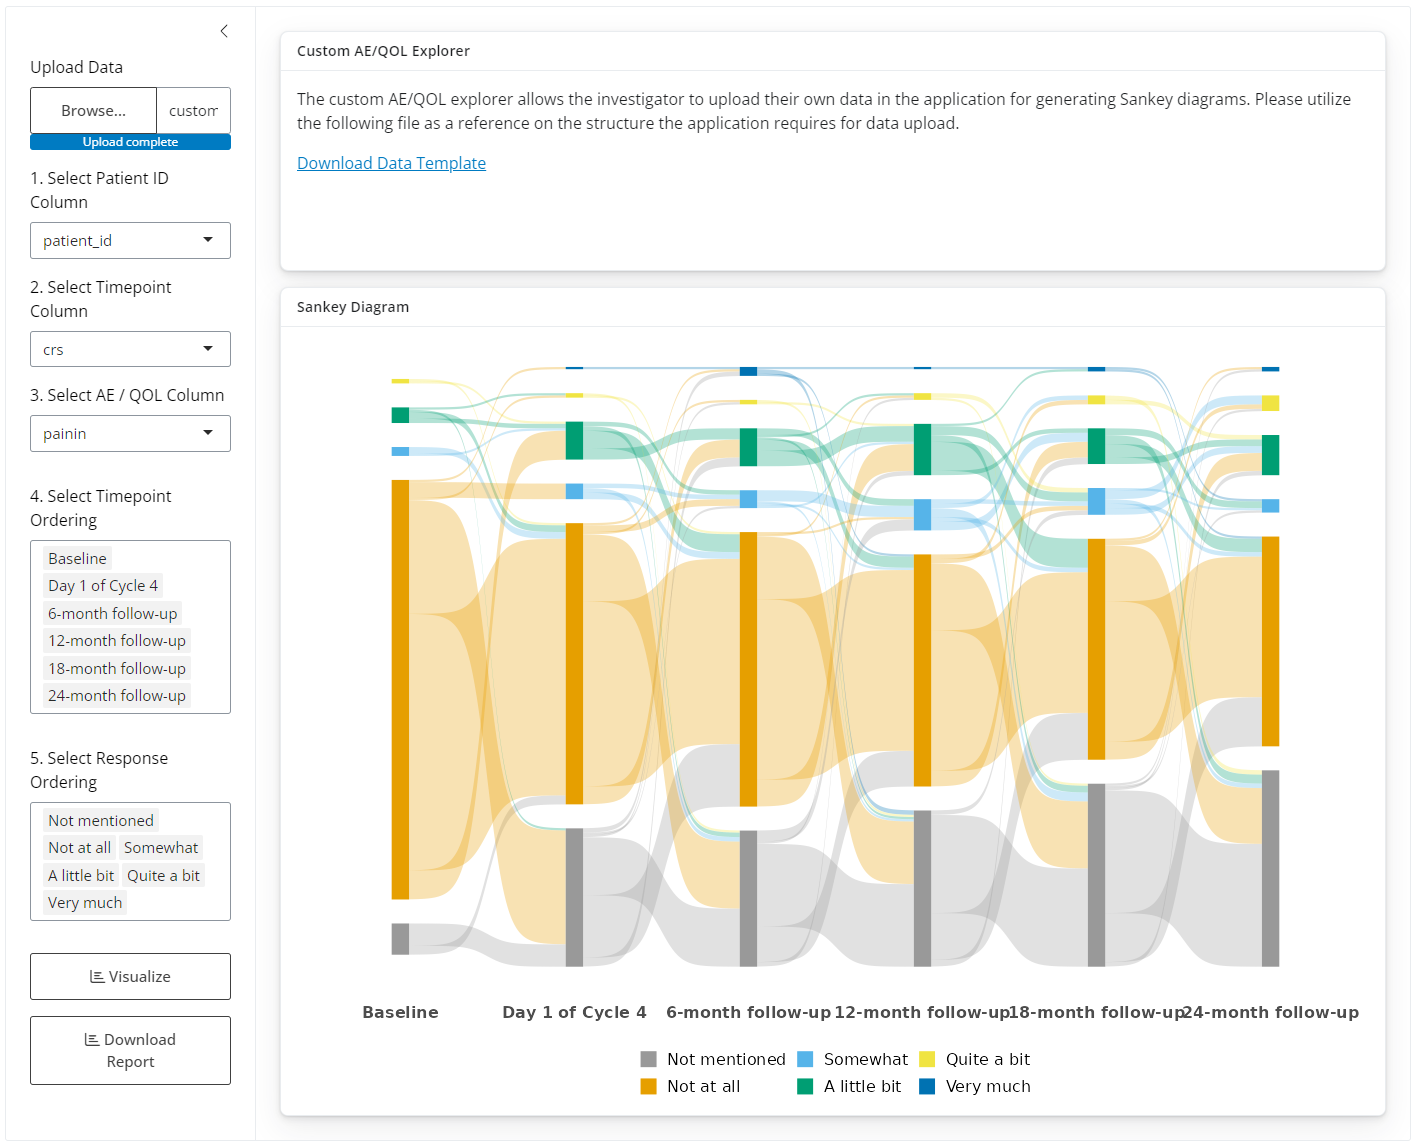 Upload Data
Browse...
custom
Upload complete
1. Select Patient ID
Column
patient_id
2. Select Timepoint
Column
crs
3. Select AE / QOL Column
painin
4. Select Timepoint
Ordering
Baseline
Day 1 of Cycle 4
6-month follow-up
12-month follow-up
18-month follow-up
24-month follow-up
5. Select Response
Ordering
Not mentioned
Not at all Somewhat
A little bit Quite a bit
Very much
Visualize
Download
Report
Custom AE/QOL Explorer
The custom AE/QOL explorer allows the investigator to upload their own data in the application for generating Sankey diagrams. Please utilize
the following file as a reference on the structure the application requires for data upload.
Download Data Template
Sankey Diagram
Baseline Day 1 of Cycle 4 6-month follow-up 12-month follow-up 18-month follow-up 24-month follow-up
Not mentioned Somewhat Quite a bit
Not at all A little bit Very much